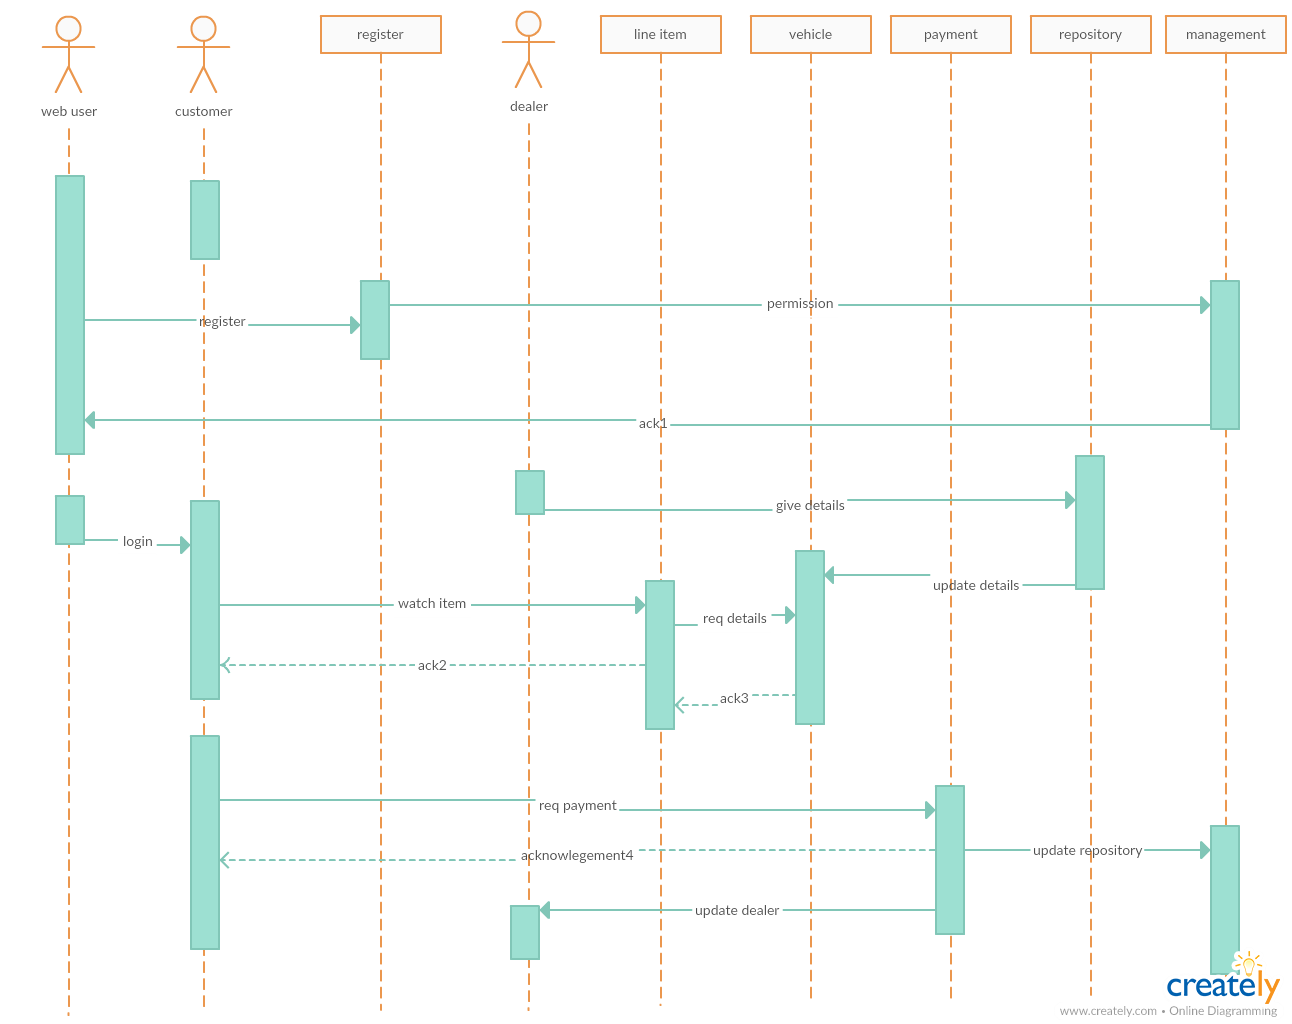 web user
customer
register
dealer
line item
vehicle
payment
repository
management
permission
register
ack1
give details
login
update details
watch item
req details
ack2
ack3
req payment
acknowlegement4
update repository
update dealer
creately
www.creately.com • Online Diagramming